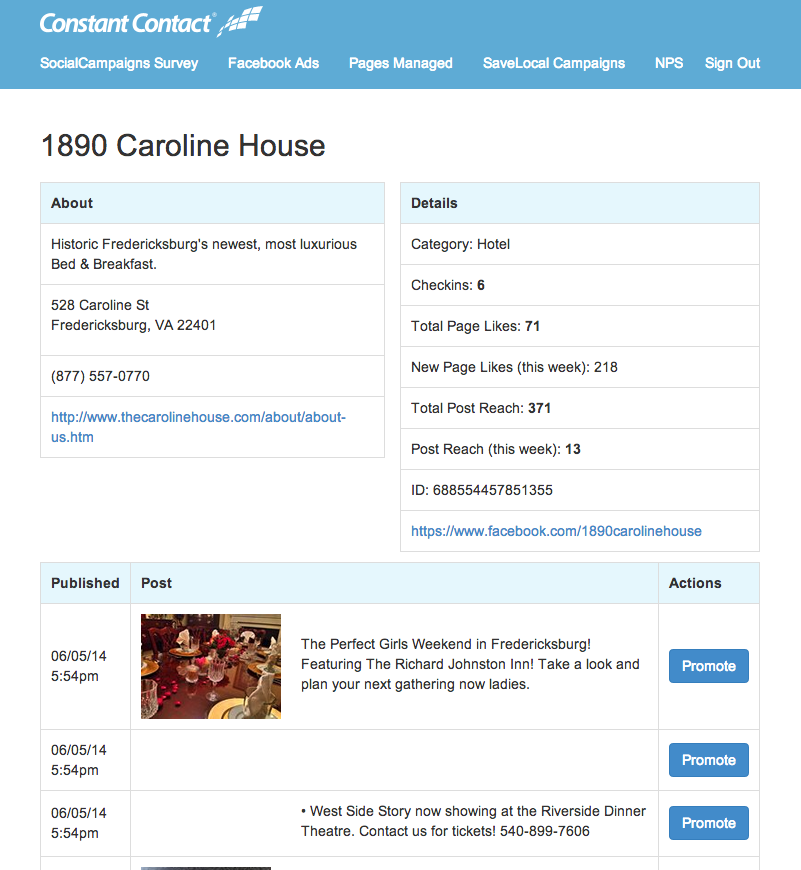 Constant Contact®
SocialCampaigns Survey Facebook Ads Pages Managed SaveLocal Campaigns NPS Sign Out
1890 Caroline House
About
Historic Fredericksburg's newest, most luxurious
Bed & Breakfast.
528 Caroline St
Fredericksburg, VA 22401
(877) 557-0770
http://www.thecarolinehouse.com/about/about-
us.htm
Details
Category: Hotel
Checkins: 6
Total Page Likes: 71
New Page Likes (this week): 218
Total Post Reach: 371
Post Reach (this week): 13
ID: 688554457851355
https://www.facebook.com/1890carolinehouse
Published Post Actions
06/05/14
5:54pm
The Perfect Girls Weekend in Fredericksburg!
Featuring The Richard Johnston Inn! Take a look and
plan your next gathering now ladies.
Promote
06/05/14
5:54pm
Promote
06/05/14
5:54pm
• West Side Story now showing at the Riverside Dinner
Theatre. Contact us for tickets! 540-899-7606
Promote